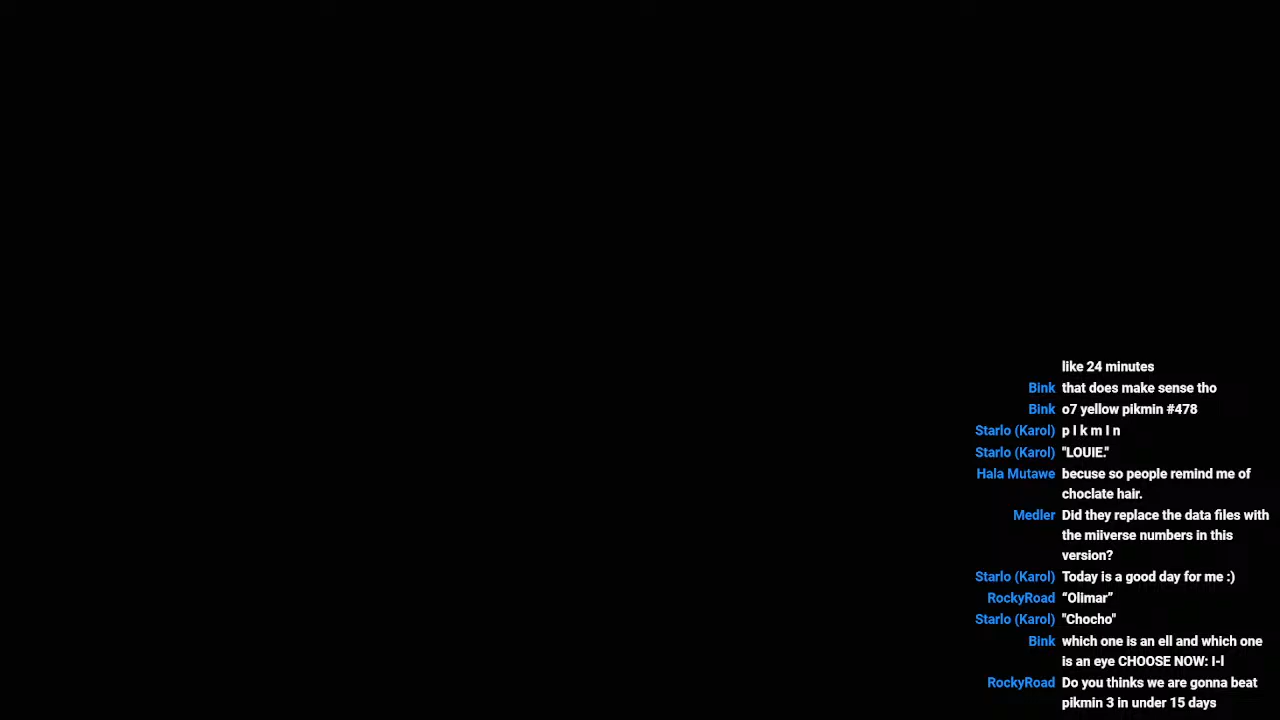 like 24 minutes
Bink that does make sense tho
Bink o7 yellow pikmin #478
Starlo (Karol) p I k m I n
Starlo (Karol) "LOUIE."
Hala Mutawe becuse so people remind me of
choclate hair.
Medler Did they replace the data files with
the miiverse numbers in this
version?
Starlo (Karol) Today is a good day for me :)
RockyRoad “Olimar”
Starlo (Karol) "Chocho"
Bink which one is an ell and which one
is an eye CHOOSE NOW: I-l
RockyRoad Do you thinks we are gonna beat
pikmin 3 in under 15 days